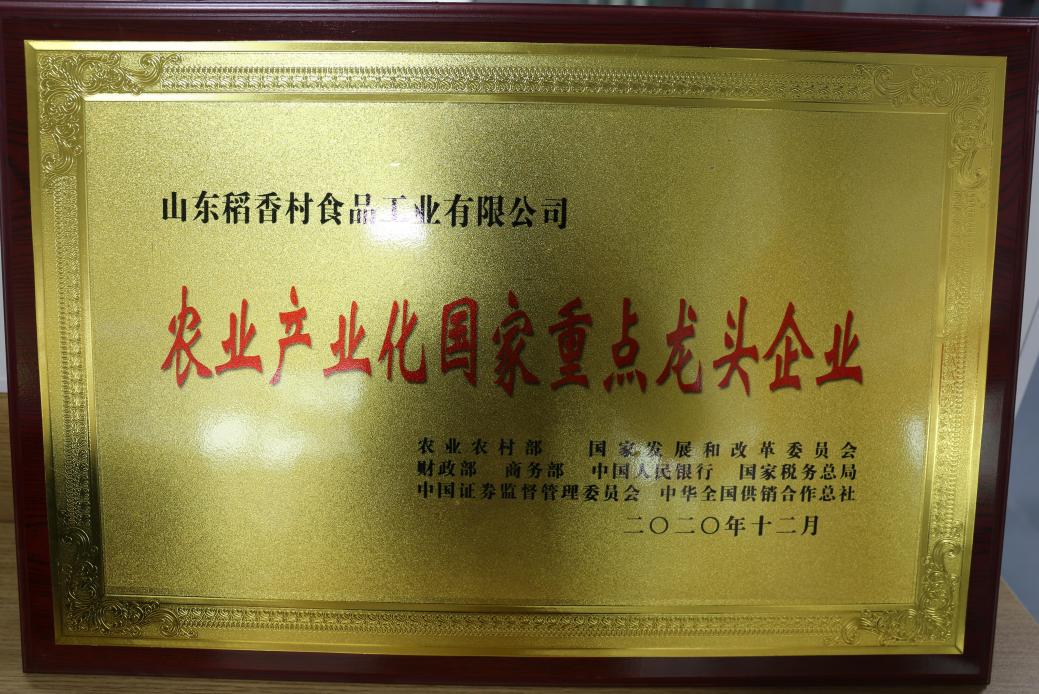 山东稻香村食品工业有限公司
农业产业化国家重点龙头企业
农业农村部 国家发展和改革委员会
财政部 商务部 中国人民银行 国家税务总局
中国证券监督管理委员会 中华全国供销合作总社
二〇二〇年十二月